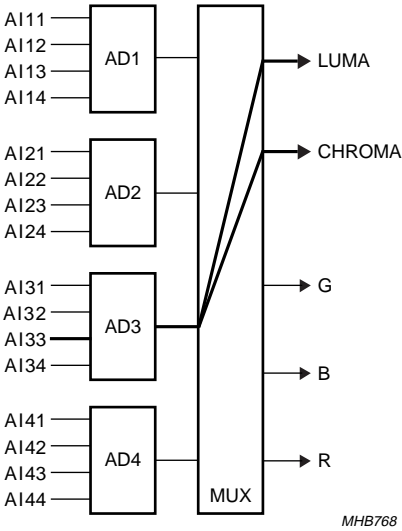 AI11
AI12
AI13
AI14
AD1
LUMA
CHROMA
AI21
AI22
AI23
AI24
AD2
AI31
AI32
AI33
AI34
AD3
G
B
AI41
AI42
AI43
AI44
AD4
R
MUX
MHB768